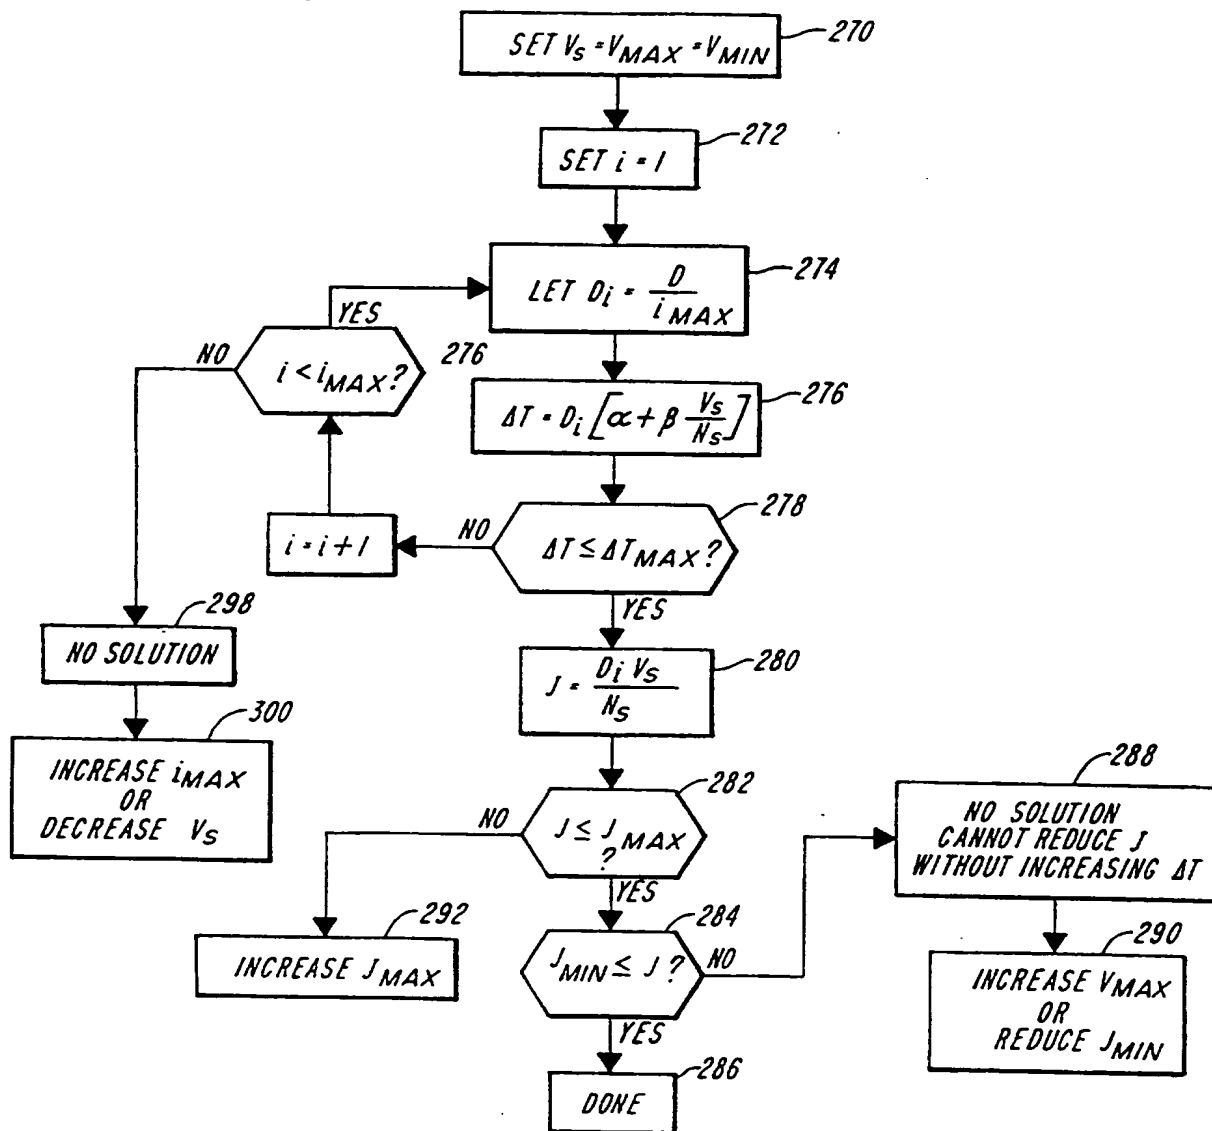 SET Vs = VMAX = VMIN
270
SET i = 1
272
LET Di = D / iMAX
274
YES
NO
i < iMAX?
276
ΔT = Di [α + β Vs / Ns]
276
278
ΔT ≤ ΔTMAX?
NO
i = i + 1
YES
298
NO SOLUTION
J = Di Vs / Ns
280
300
INCREASE iMAX
OR
DECREASE Vs
282
J ≤ JMAX
?
NO
YES
288
NO SOLUTION
CANNOT REDUCE J
WITHOUT INCREASING ΔT
292
INCREASE JMAX
284
JMIN ≤ J?
NO
YES
290
INCREASE VMAX
OR
REDUCE JMIN
286
DONE